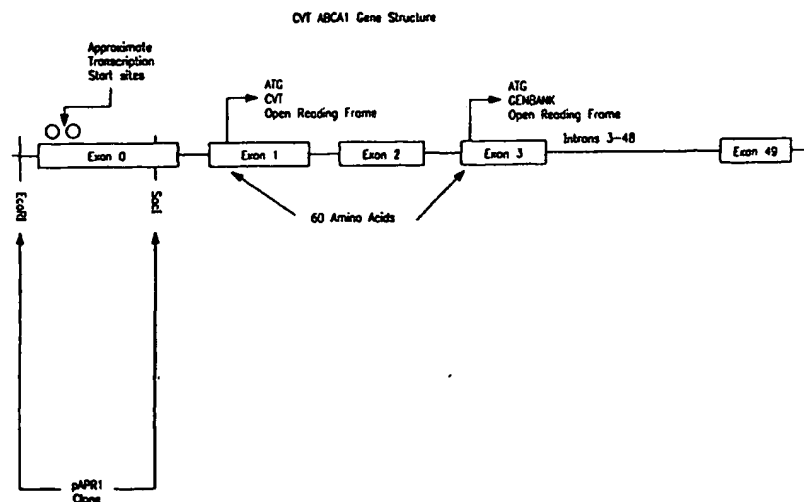 CVT ABCA1 Gene Structure
Approximate
Transcription
Start sites
ATG
CVT
Open Reading Frame
ATG
GENBANK
Open Reading Frame
Exon 0
Exon 1
Exon 2
Exon 3
Introns 3-48
Exon 49
EcoRI
SacI
60 Amino Acids
pAPR1
Clone